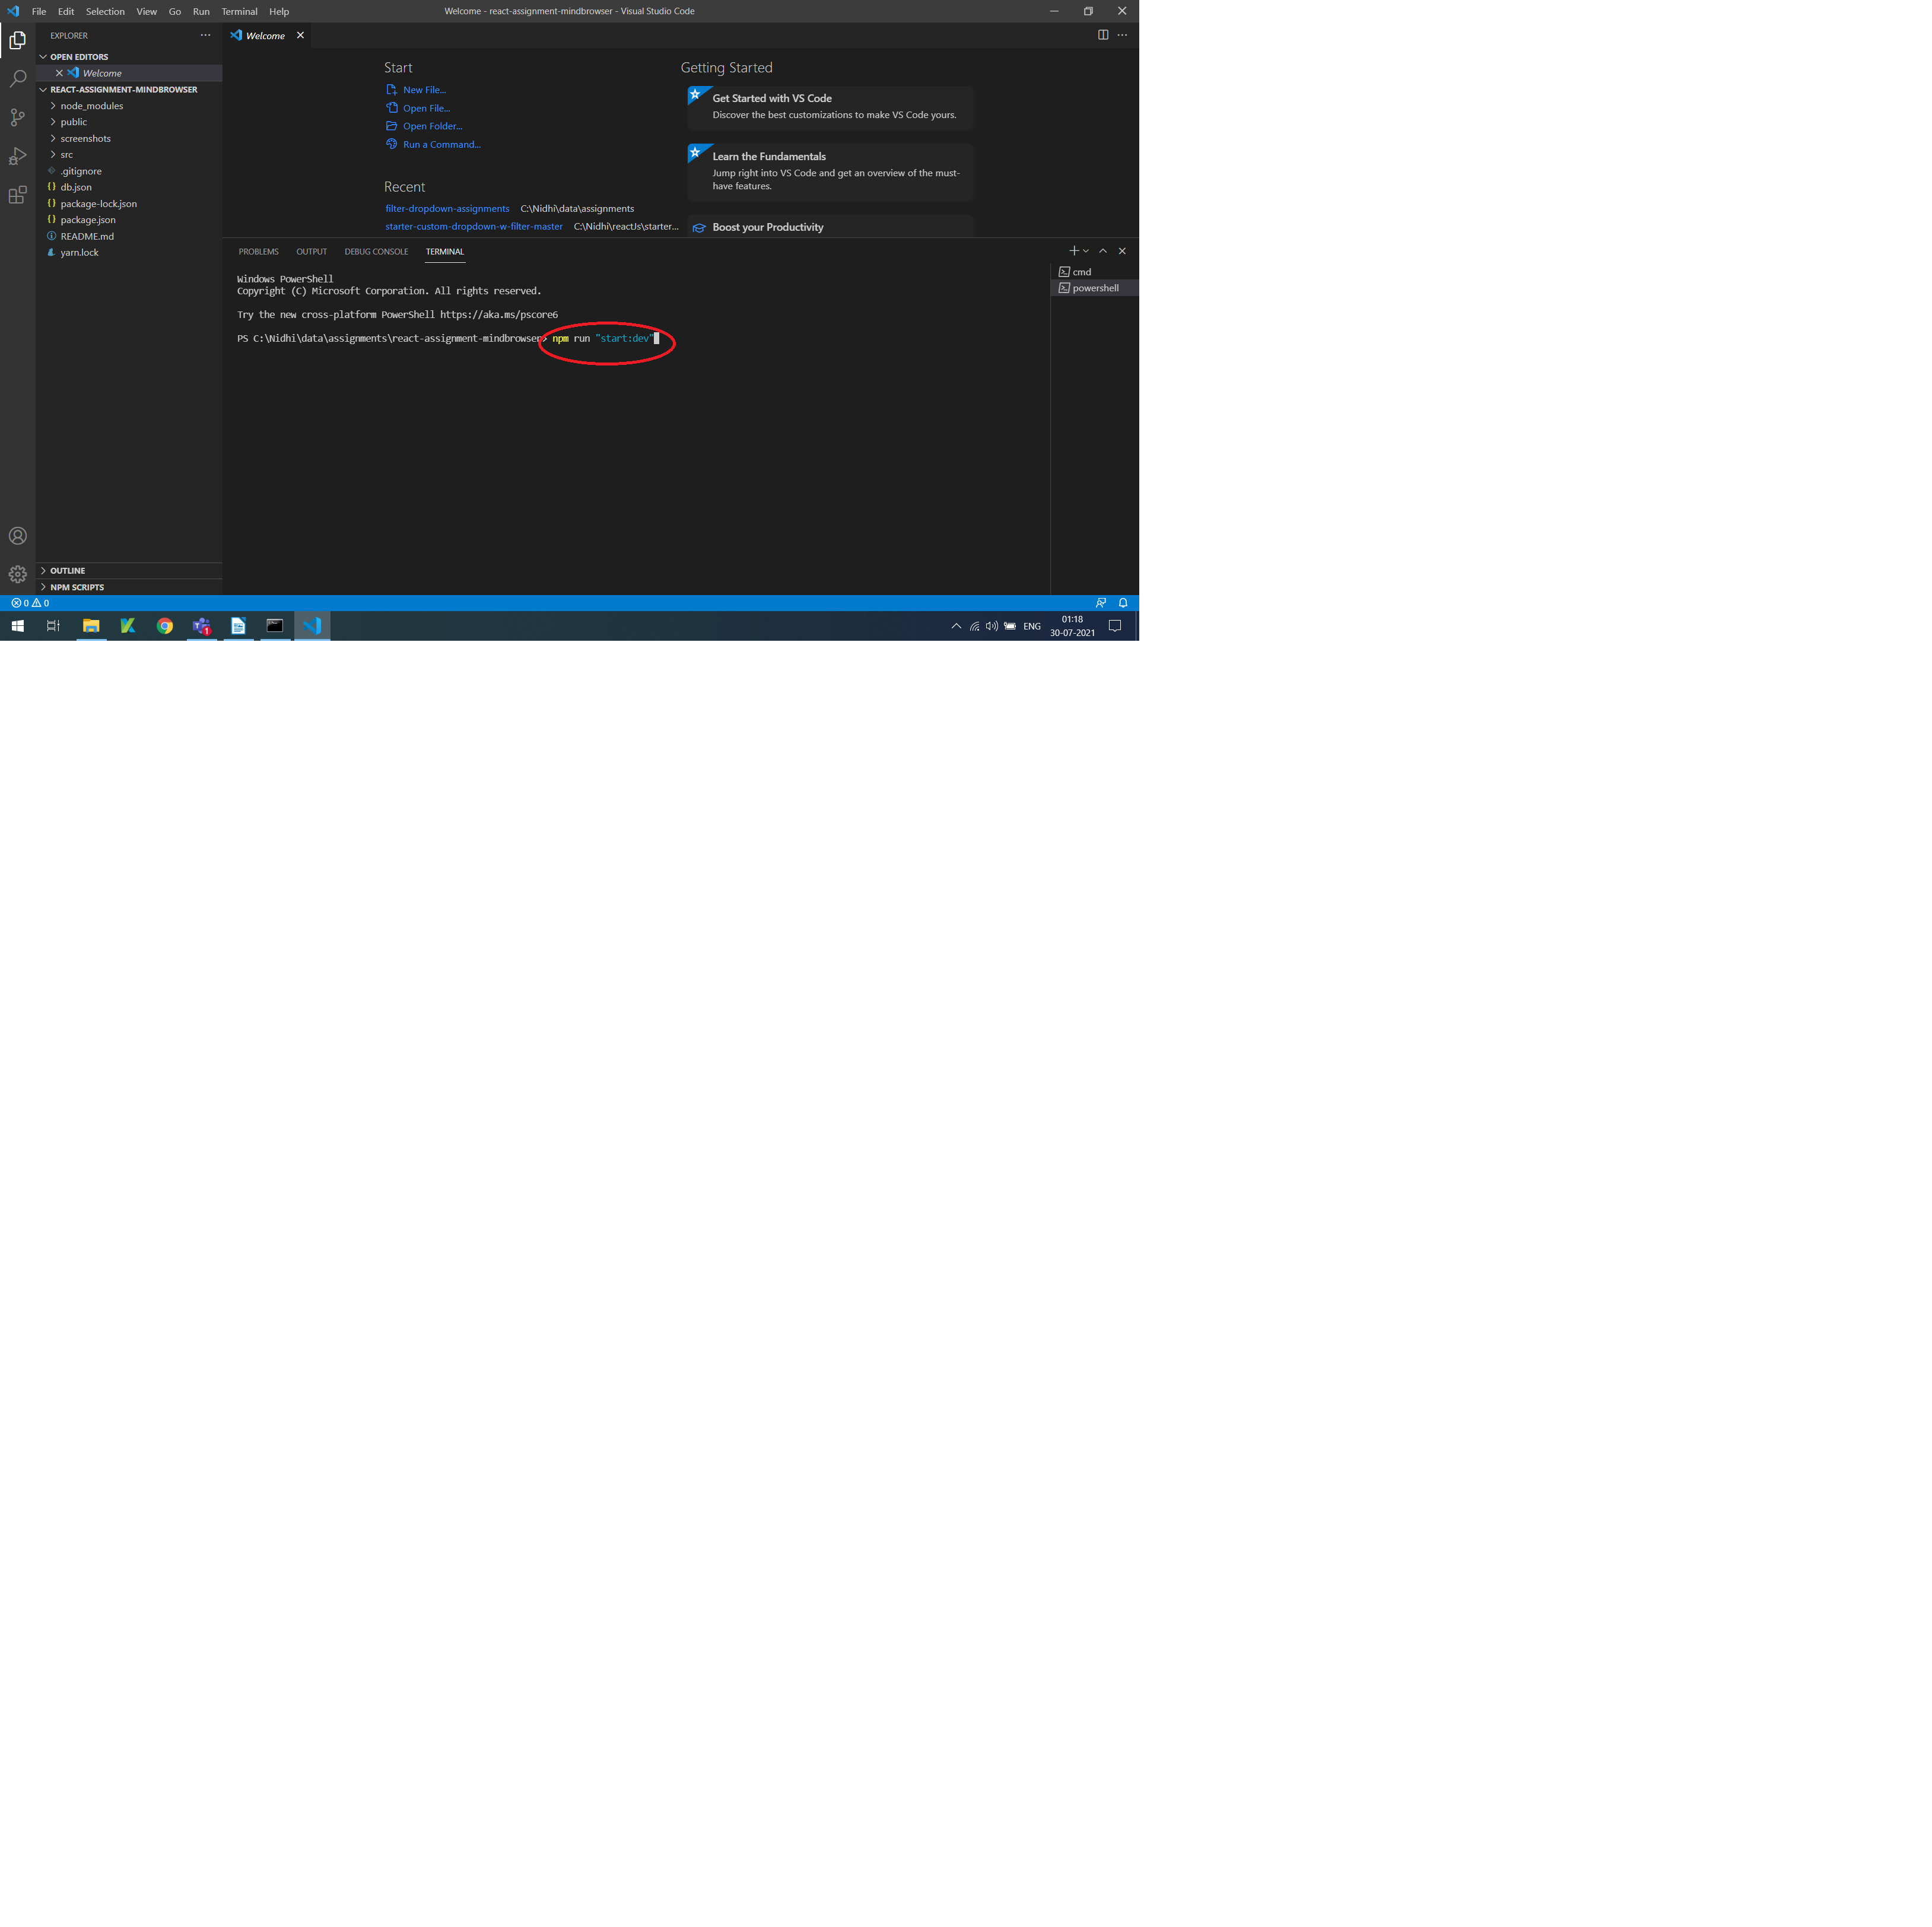 File Edit Selection View Go Run Terminal Help
Welcome - react-assignment-mindbrowser - Visual Studio Code
EXPLORER
OPEN EDITORS
Welcome
REACT-ASSIGNMENT-MINDBROWSER
node_modules
public
screenshots
src
.gitignore
db.json
package-lock.json
package.json
README.md
yarn.lock
OUTLINE
NPM SCRIPTS
Welcome
Start
New File...
Open File...
Open Folder...
Run a Command...
Recent
filter-dropdown-assignments C:\Nidhi\data\assignments
starter-custom-dropdown-w-filter-master C:\Nidhi\reactJs\starter...
Getting Started
Get Started with VS Code
Discover the best customizations to make VS Code yours.
Learn the Fundamentals
Jump right into VS Code and get an overview of the must-
have features.
Boost your Productivity
PROBLEMS OUTPUT DEBUG CONSOLE TERMINAL
Windows PowerShell
Copyright (C) Microsoft Corporation. All rights reserved.
Try the new cross-platform PowerShell https://aka.ms/pscore6
PS C:\Nidhi\data\assignments\react-assignment-mindbrowser> npm run "start:dev"
cmd
powershell
0 0
1
ENG
01:18
30-07-2021